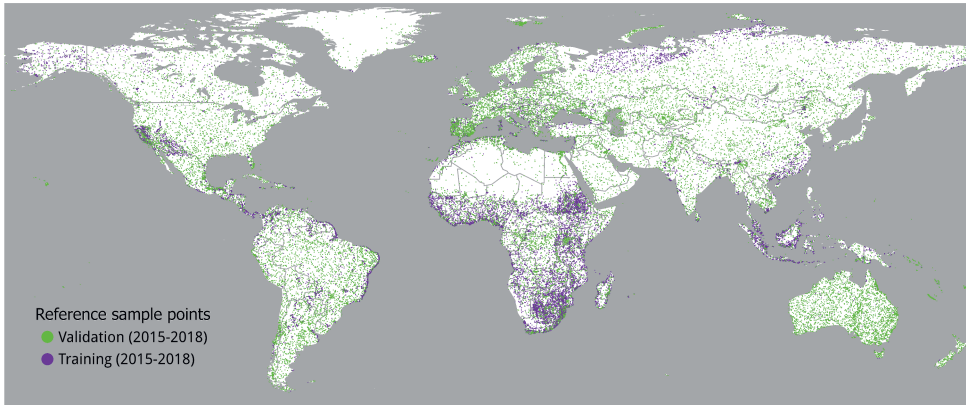 Reference sample points
Validation (2015-2018)
Training (2015-2018)